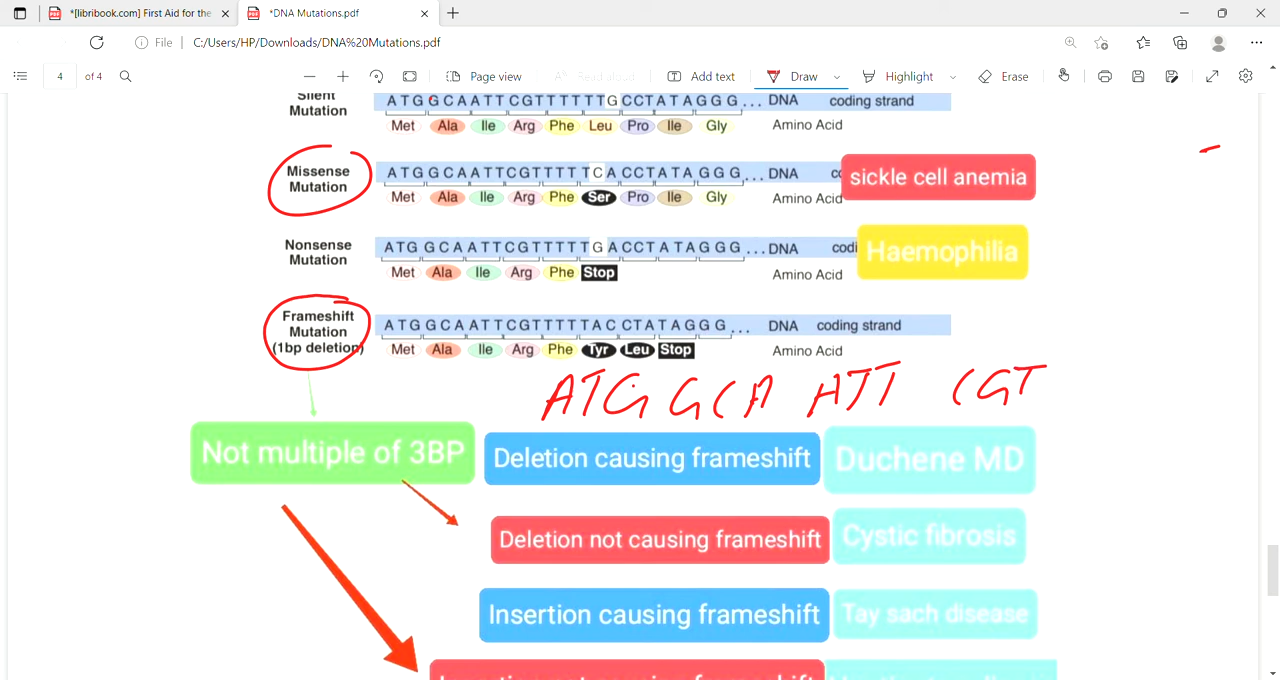 *[libribook.com] First Aid for the
*DNA Mutations.pdf
File
C:/Users/HP/Downloads/DNA%20Mutations.pdf
4 of 4
Page view
Read aloud
Add text
Draw
Highlight
Erase
Silent
Mutation
ATGGCAATTCGTTTTTTGCCTATAGGG... DNA coding strand
Met Ala Ile Arg Phe Leu Pro Ile Gly Amino Acid
Missense
Mutation
ATGGCAATTCGTTTTTCACCTATAGGG... DNA
sickle cell anemia
Met Ala Ile Arg Phe Ser Pro Ile Gly Amino Acid
Nonsense
Mutation
ATGGCAATTCGTTTTTGACCTATAGGG... DNA codi
Haemophilia
Met Ala Ile Arg Phe Stop Amino Acid
Frameshift
Mutation
(1bp deletion)
ATGGCAATTCGTTTTTACCTATAGGG... DNA coding strand
Met Ala Ile Arg Phe Tyr Leu Stop Amino Acid
ATG GCA ATT CGT
Not multiple of 3BP
Deletion causing frameshift
Duchene MD
Deletion not causing frameshift
Cystic fibrosis
Insertion causing frameshift
Tay sach disease